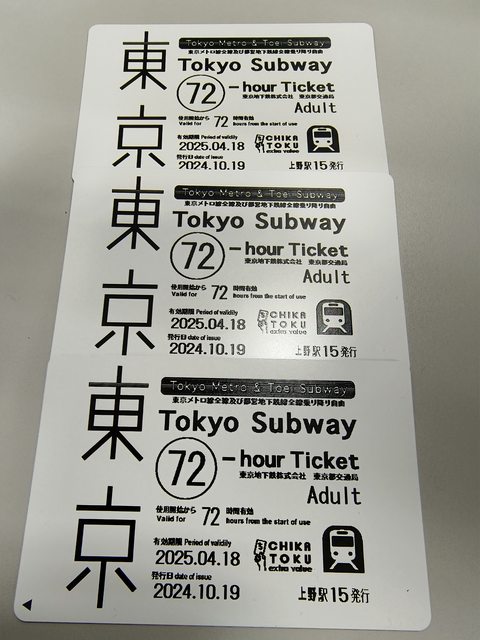 東京
Tokyo Metro & Toei Subway
東京メトロ線全線及び都営地下鉄線全線乗り降り自由
Tokyo Subway
72 -hour Ticket
東京地下鉄株式会社 東京都交通局
Adult
使用開始から 72 時間有効
Valid for hours from the start of use
有効期限 Period of validity
2025.04.18
CHIKA
TOKU
extra value
発行日 date of issue
2024.10.19
上野駅15発行
東京
Tokyo Metro & Toei Subway
東京メトロ線全線及び都営地下鉄線全線乗り降り自由
Tokyo Subway
72 -hour Ticket
東京地下鉄株式会社 東京都交通局
Adult
使用開始から 72 時間有効
Valid for hours from the start of use
有効期限 Period of validity
2025.04.18
CHIKA
TOKU
extra value
発行日 date of issue
2024.10.19
上野駅15発行
東京
Tokyo Metro & Toei Subway
東京メトロ線全線及び都営地下鉄線全線乗り降り自由
Tokyo Subway
72 -hour Ticket
東京地下鉄株式会社 東京都交通局
Adult
使用開始から 72 時間有効
Valid for hours from the start of use
有効期限 Period of validity
2025.04.18
CHIKA
TOKU
extra value
発行日 date of issue
2024.10.19
上野駅15発行